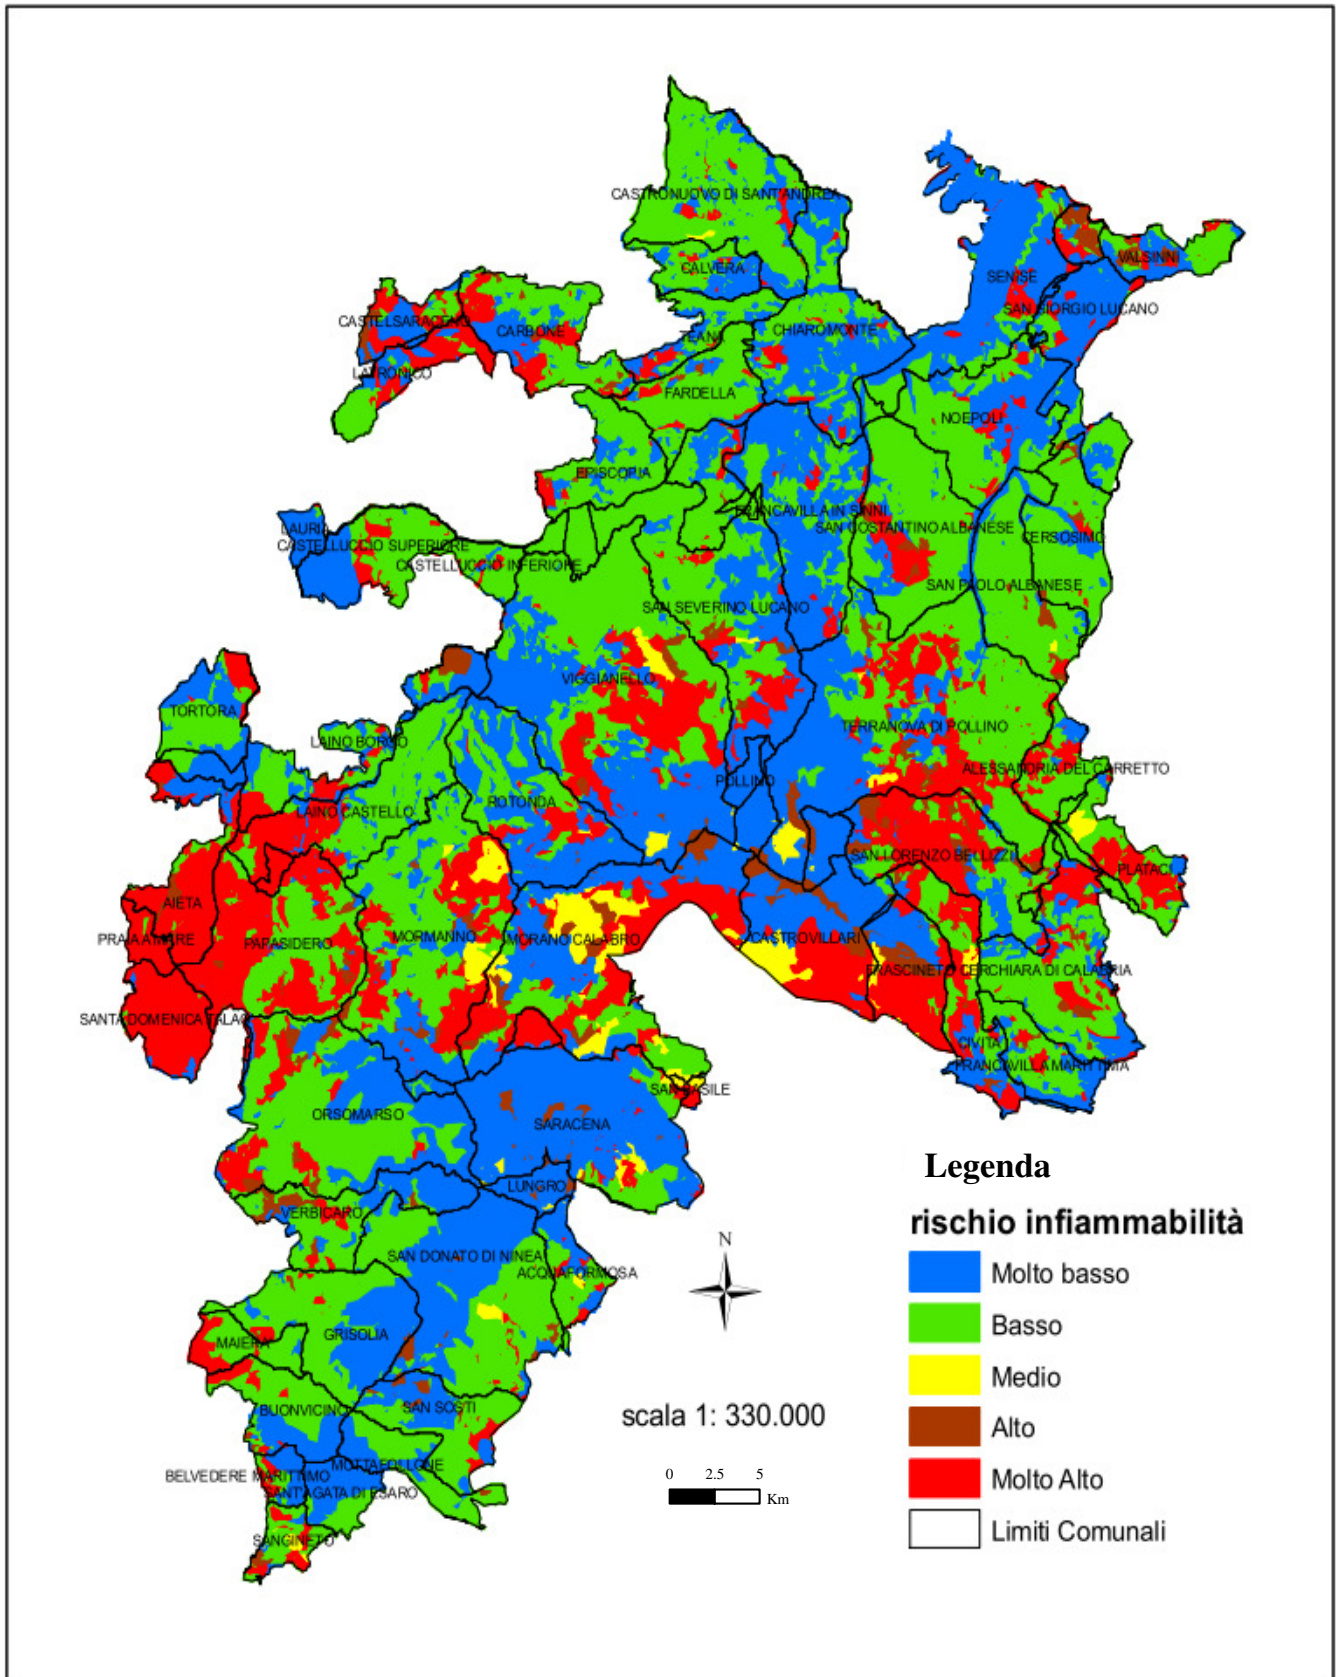 CASTRONUOVO DI SANT'ANDREA
CALVERA
VALSINNI
SENISE
SAN GIORGIO LUCANO
CASTELSARACENO
CARBONE
TEANA
CHIAROMONTE
LATRONICO
FARDELLA
NOEPOLI
EPISCOPIA
FRANCAVILLA IN SINNI
LAURIA
SAN COSTANTINO ALBANESE
CERSOSIMO
CASTELLUCCIO SUPERIORE
CASTELLUCCIO INFERIORE
SAN PAOLO ALBANESE
SAN SEVERINO LUCANO
VIGGIANELLO
TORTORA
TERRANOVA DI POLLINO
LAINO BORGO
ALESSANDRIA DEL CARRETTO
POLLINO
ROTONDA
LAINO CASTELLO
SAN LORENZO BELLIZZI
PLATACI
AIETA
PRAIA A MARE
PAPASIDERO
MORMANNO
MORANO CALABRO
CASTROVILLARI
FRASCINETO
CERCHIARA DI CALABRIA
SANTA DOMENICA TALAO
CIVITA
FRANCAVILLA MARITTIMA
SAN BASILE
ORSOMARSO
SARACENA
LUNGRO
VERBICARO
SAN DONATO DI NINEA
ACQUAFORMOSA
MAIERA
GRISOLIA
BUONVICINO
SAN SOSTI
MOTTAFOLLONE
BELVEDERE MARITTIMO
SANT'AGATA DI ESARO
SANGINETO
Legenda
rischio infiammabilità
Molto basso
Basso
Medio
Alto
Molto Alto
Limiti Comunali
N
scala 1: 330.000
0 2.5 5
Km